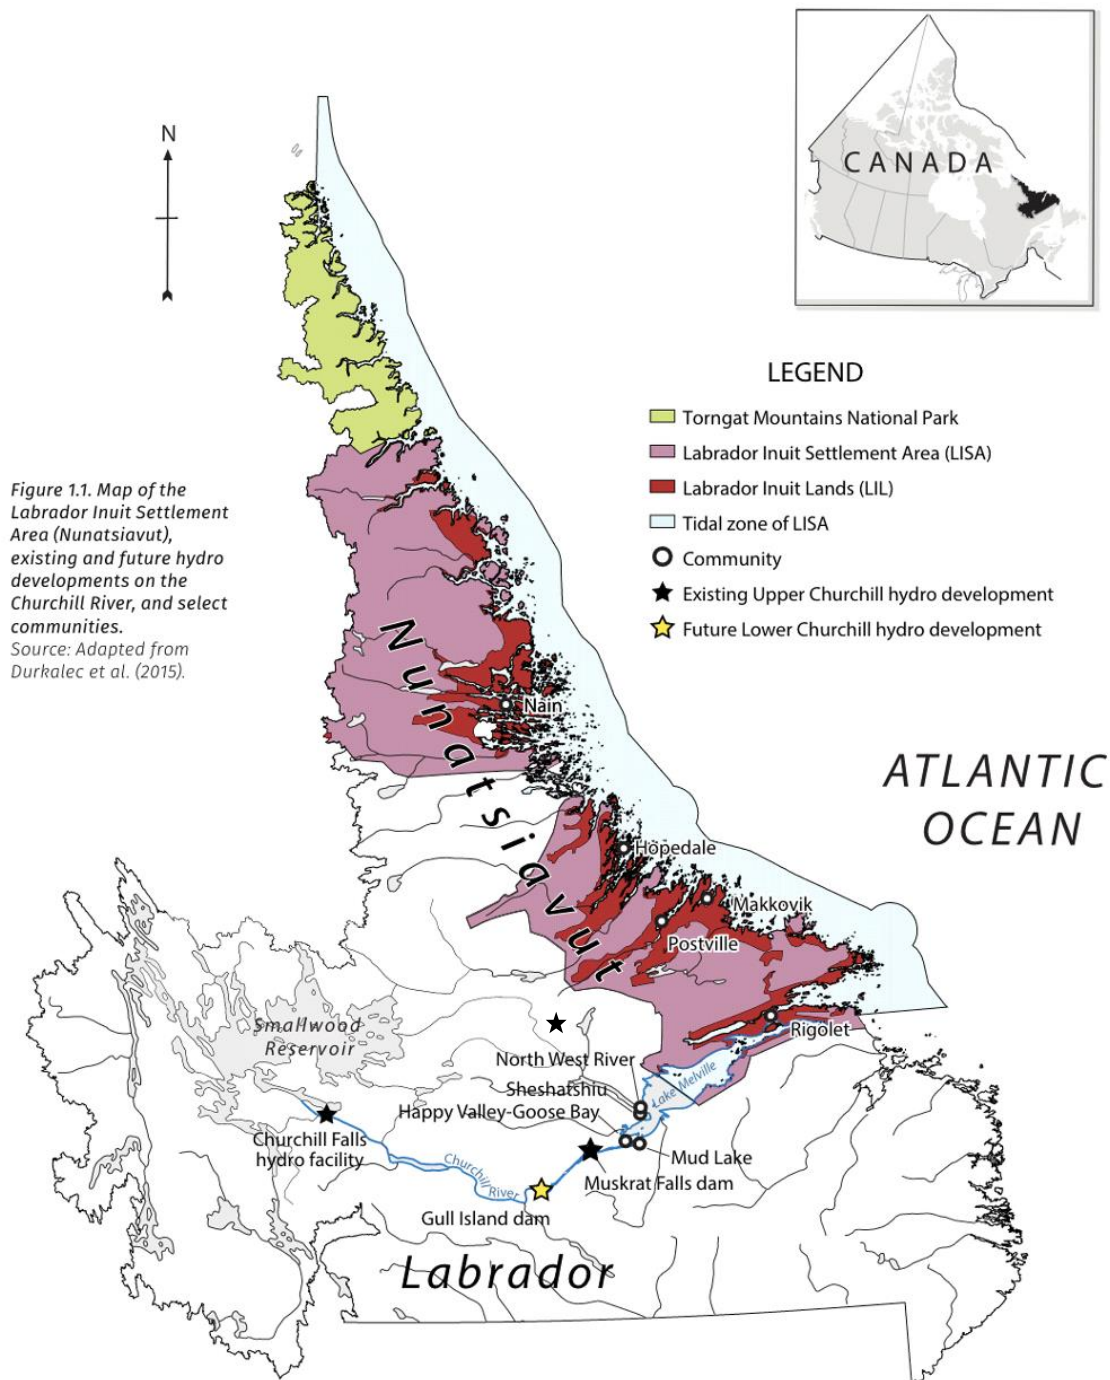 N
CANADA
LEGEND
Torngat Mountains National Park
Labrador Inuit Settlement Area (LISA)
Labrador Inuit Lands (LIL)
Tidal zone of LISA
Community
Existing Upper Churchill hydro development
Future Lower Churchill hydro development
Figure 1.1. Map of the
Labrador Inuit Settlement
Area (Nunatsiavut),
existing and future hydro
developments on the
Churchill River, and select
communities.
Source: Adapted from
Durkalec et al. (2015).
Nunatsiavut
Nain
ATLANTIC
OCEAN
Hopedale
Makkovik
Postville
Rigolet
Smallwood
Reservoir
North West River
Sheshatshiu
Happy Valley-Goose Bay
Lake Melville
Churchill Falls
hydro facility
Churchill
River
Mud Lake
Muskrat Falls dam
Gull Island dam
Labrador